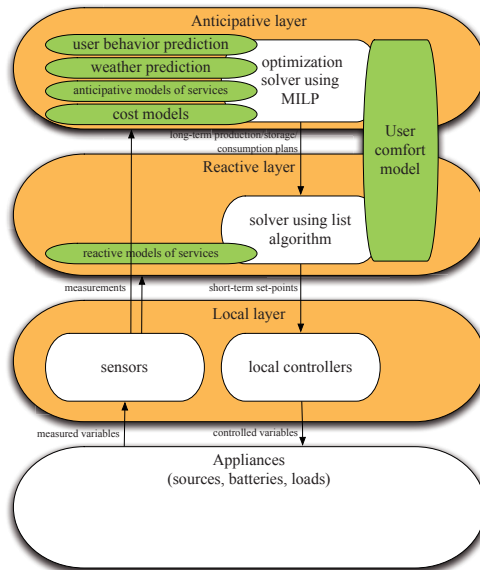 Anticipative layer
user behavior prediction
weather prediction
anticipative models of services
cost models
optimization
solver using
MILP
User
comfort
model
long-term production/storage/
consumption plans
Reactive layer
solver using list
algorithm
reactive models of services
measurements
short-term set-points
Local layer
sensors
local controllers
measured variables
controlled variables
Appliances
(sources, batteries, loads)